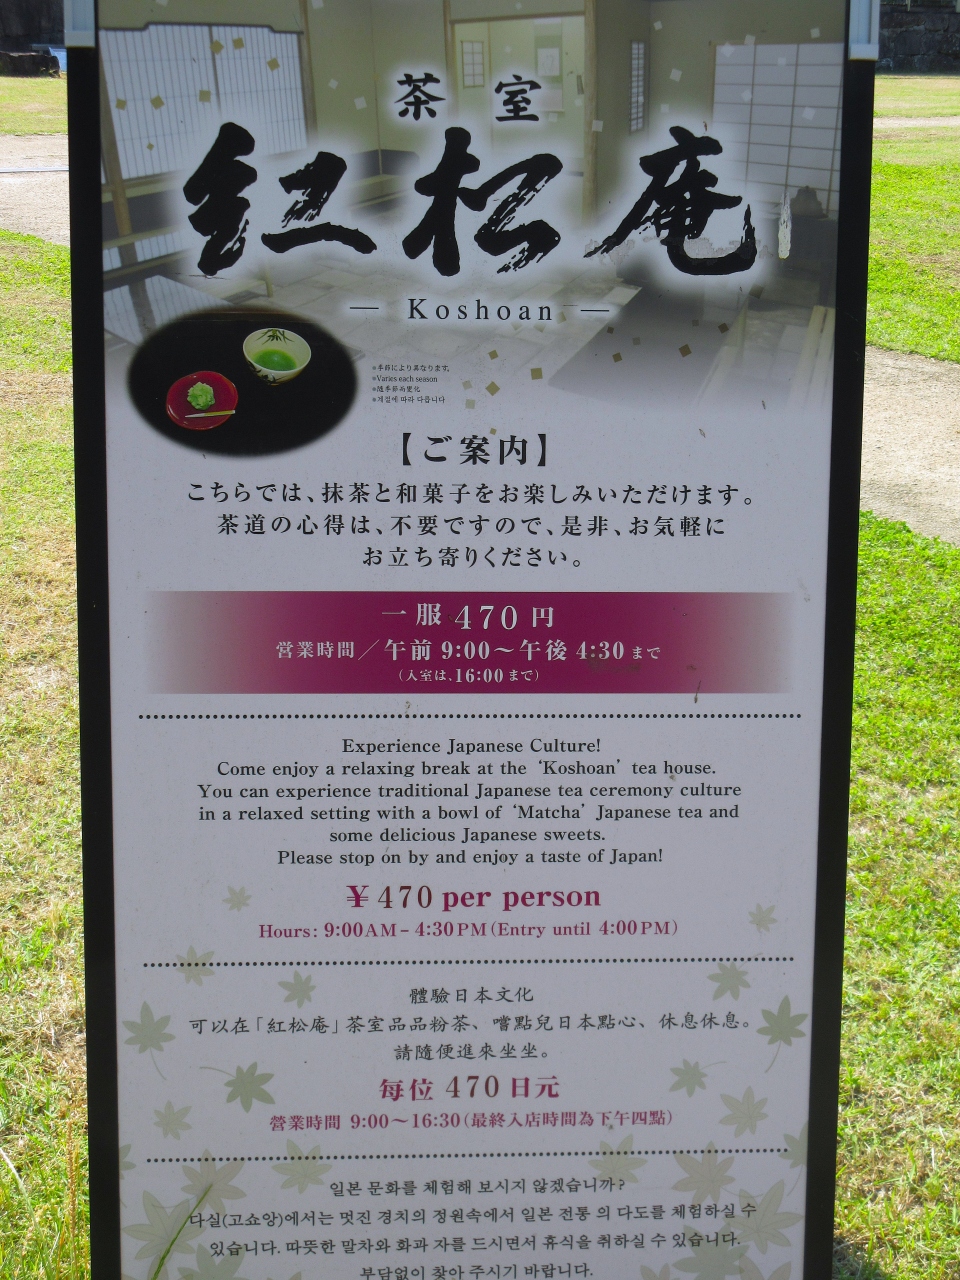 茶室
紅松庵
— Koshoan —
※季節により異なります。
※Varies each season
※隨季節而變化
※계절에 따라 다릅니다
【ご案内】
こちらでは、抹茶と和菓子をお楽しみいただけます。
茶道の心得は、不要ですので、是非、お気軽に
お立ち寄りください。
一服 470 円
営業時間／午前 9:00〜午後 4:30 まで
（入室は、16:00 まで）
Experience Japanese Culture!
Come enjoy a relaxing break at the ‘Koshoan’ tea house.
You can experience traditional Japanese tea ceremony culture
in a relaxed setting with a bowl of ‘Matcha’ Japanese tea and
some delicious Japanese sweets.
Please stop on by and enjoy a taste of Japan!
¥ 470 per person
Hours: 9:00AM – 4:30PM (Entry until 4:00PM)
體驗日本文化
可以在「紅松庵」茶室品品粉茶、嚐點兒日本點心、休息休息。
請隨便進來坐坐。
每位 470 日元
營業時間 9:00〜16:30（最終入店時間為下午四點）
일본 문화를 체험해 보시지 않겠습니까?
다실(고쇼앙)에서는 멋진 경치의 정원속에서 일본 전통 의 다도를 체험하실 수
있습니다. 따뜻한 말차와 화과 자를 드시면서 휴식을 취하실 수 있습니다.
부담없이 찾아 주시기 바랍니다.